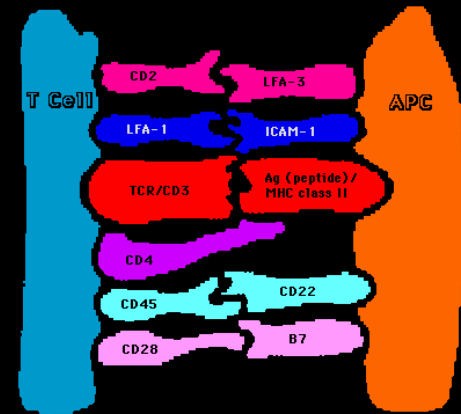 CD2
LFA-3
T Cell
APC
LFA-1
ICAM-1
TCR/CD3
Ag (peptide)/
MHC class II
CD4
CD45
CD22
CD28
B7